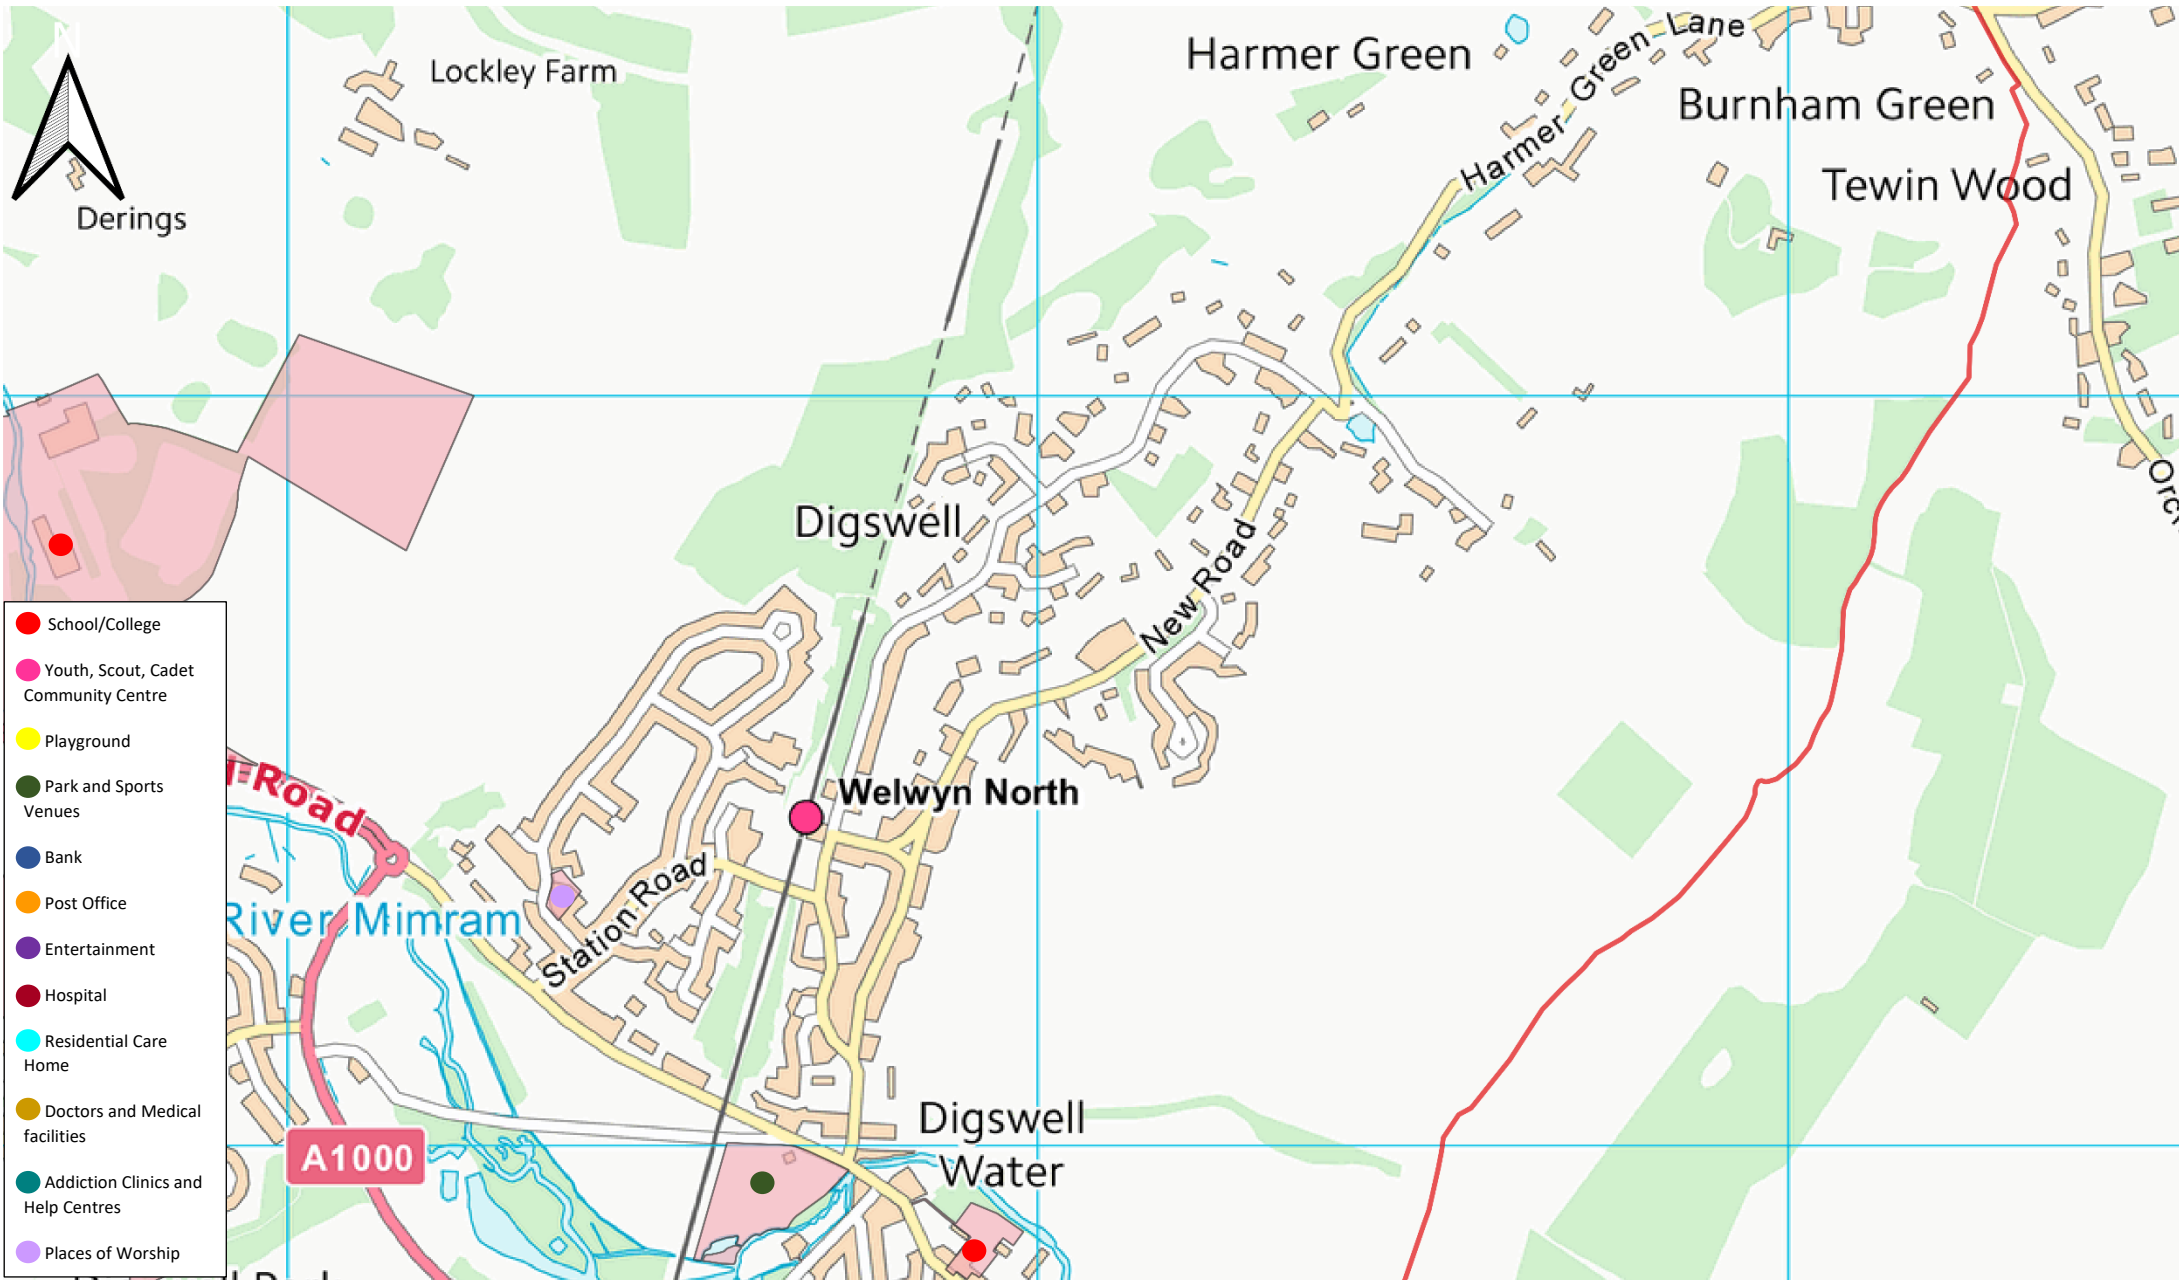 N
Lockley Farm
Harmer Green
Harmer Green Lane
Burnham Green
Tewin Wood
Derings
Digswell
New Road
Welwyn North
Road
Station Road
River Mimram
A1000
Digswell
Water
School/College
Youth, Scout, Cadet
Community Centre
Playground
Park and Sports
Venues
Bank
Post Office
Entertainment
Hospital
Residential Care
Home
Doctors and Medical
facilities
Addiction Clinics and
Help Centres
Places of Worship